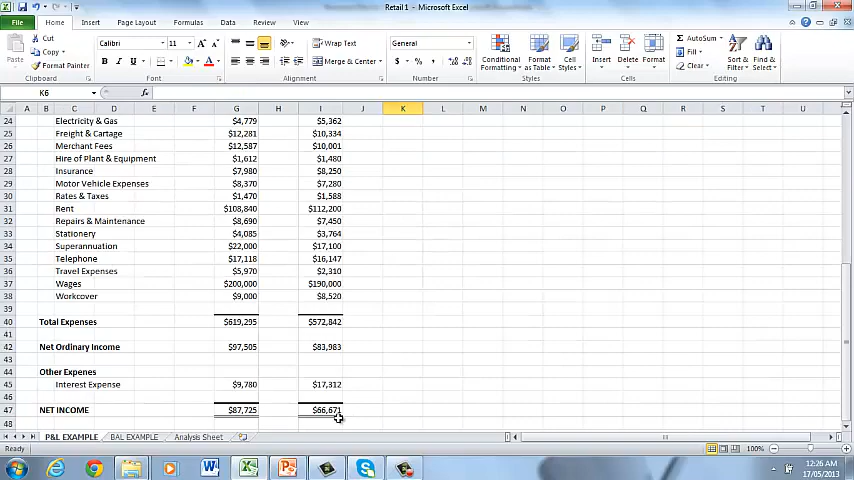 Retail 1 - Microsoft Excel
File Home Insert Page Layout Formulas Data Review View
Cut
Copy
Format Painter
Paste
Clipboard
Calibri 11
B I U
Font
Wrap Text
Merge & Center
Alignment
General
$ % ,
Number
Conditional Formatting
Format as Table
Cell Styles
Styles
Insert Delete Format
Cells
AutoSum
Fill
Clear
Sort & Filter
Find & Select
Editing
K6 fx
A B C D E F G H I J K L M N O P Q R S T U
24 Electricity & Gas $4,779 $5,362
25 Freight & Cartage $12,281 $10,334
26 Merchant Fees $12,587 $10,001
27 Hire of Plant & Equipment $1,612 $1,480
28 Insurance $7,980 $8,250
29 Motor Vehicle Expenses $8,370 $7,280
30 Rates & Taxes $1,470 $1,588
31 Rent $108,840 $112,200
32 Repairs & Maintenance $8,690 $7,450
33 Stationery $4,085 $3,764
34 Superannuation $22,000 $17,100
35 Telephone $17,118 $16,147
36 Travel Expenses $5,970 $2,310
37 Wages $200,000 $190,000
38 Workcover $9,000 $8,520
39
40 Total Expenses $619,295 $572,842
41
42 Net Ordinary Income $97,505 $83,983
43
44 Other Expenes
45 Interest Expense $9,780 $17,312
46
47 NET INCOME $87,725 $66,671
48
P&L EXAMPLE BAL EXAMPLE Analysis Sheet
Ready 100%
12:26 AM
17/05/2013